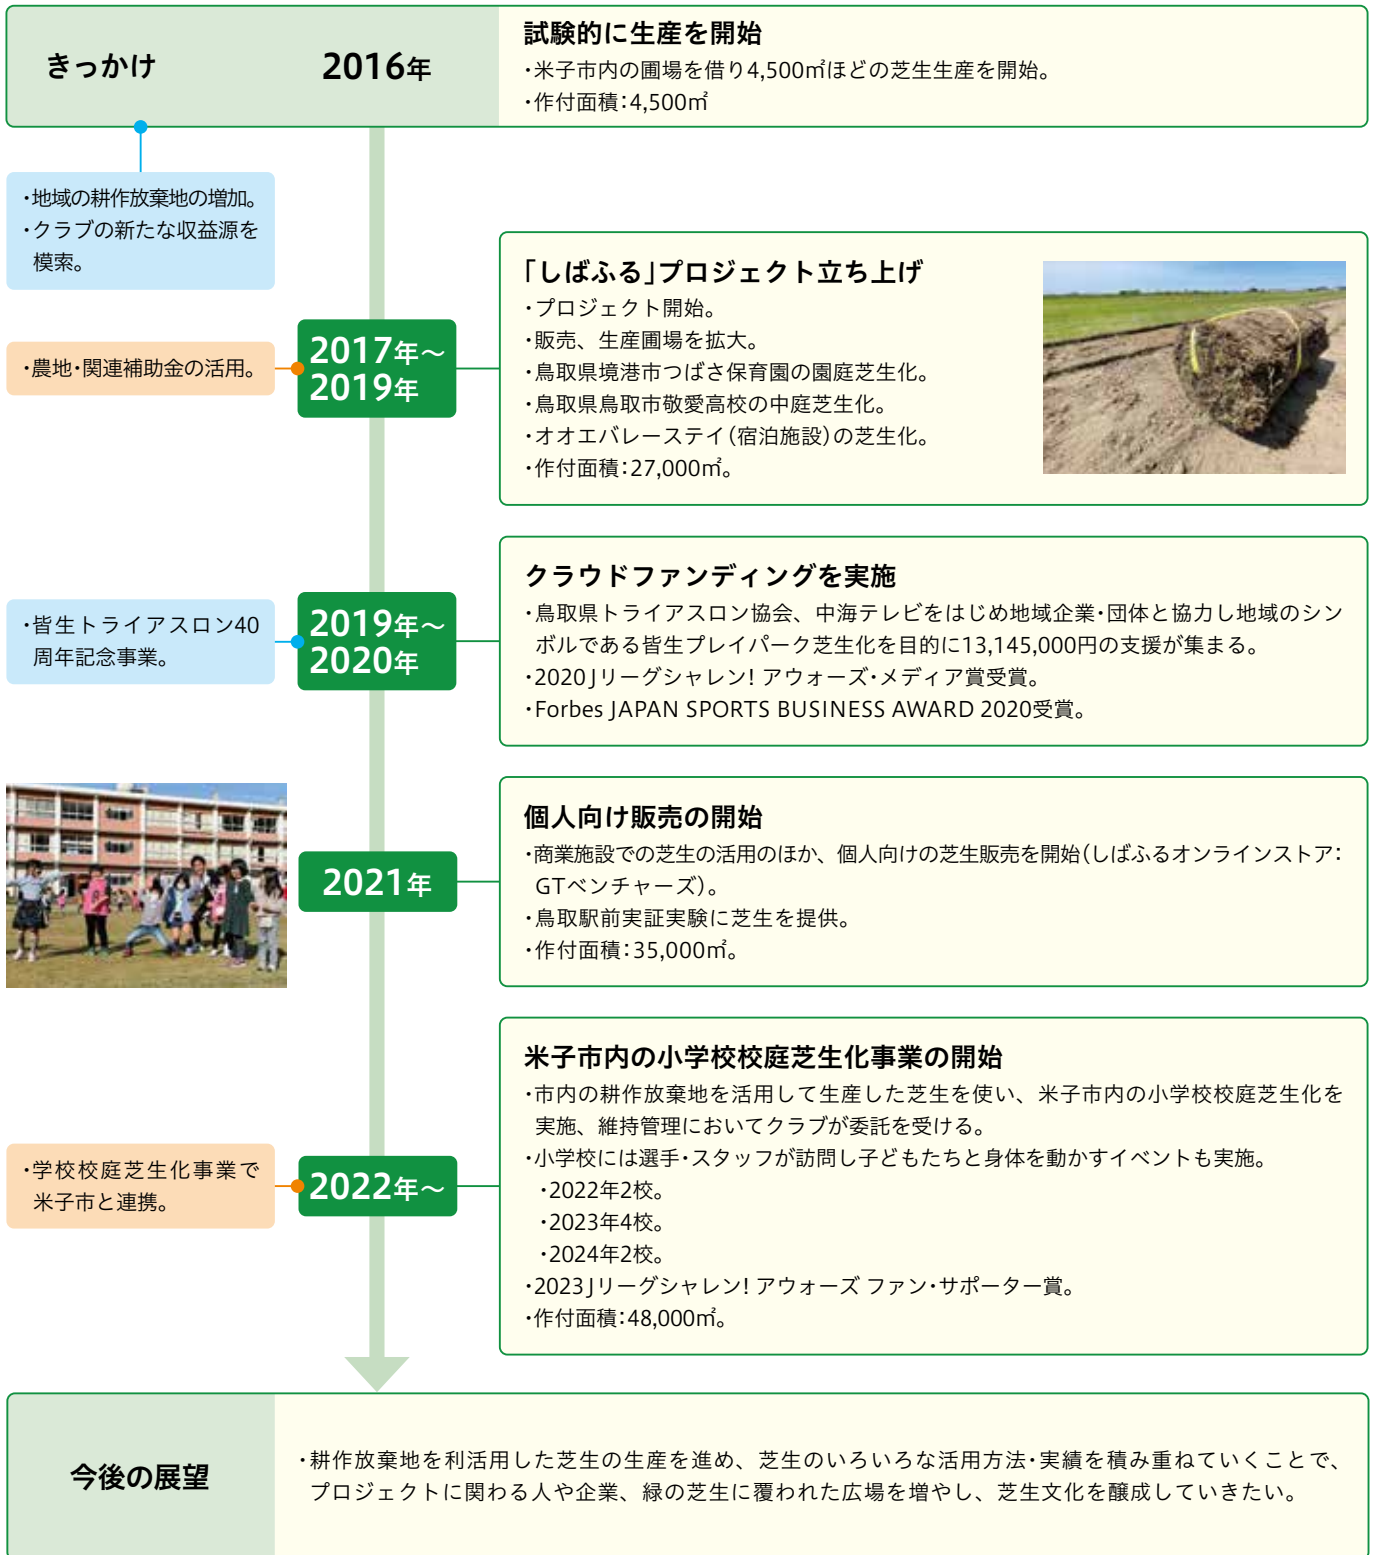 きっかけ
2016年
試験的に生産を開始
・米子市内の圃場を借り4,500㎡ほどの芝生生産を開始。
・作付面積：4,500㎡
・地域の耕作放棄地の増加。
・クラブの新たな収益源を
模索。
・農地・関連補助金の活用。
2017年～
2019年
「しばふる」プロジェクト立ち上げ
・プロジェクト開始。
・販売、生産圃場を拡大。
・鳥取県境港市つばさ保育園の園庭芝生化。
・鳥取県鳥取市敬愛高校の中庭芝生化。
・オオエバレーステイ（宿泊施設）の芝生化。
・作付面積：27,000㎡。
・皆生トライアスロン40
周年記念事業。
2019年～
2020年
クラウドファンディングを実施
・鳥取県トライアスロン協会、中海テレビをはじめ地域企業・団体と協力し地域のシン
ボルである皆生プレイパーク芝生化を目的に13,145,000円の支援が集まる。
・2020Jリーグシャレン！アウォーズ・メディア賞受賞。
・Forbes JAPAN SPORTS BUSINESS AWARD 2020受賞。
2021年
個人向け販売の開始
・商業施設での芝生の活用のほか、個人向けの芝生販売を開始（しばふるオンラインストア：
GTベンチャーズ）。
・鳥取駅前実証実験に芝生を提供。
・作付面積：35,000㎡。
・学校校庭芝生化事業で
米子市と連携。
2022年～
米子市内の小学校校庭芝生化事業の開始
・市内の耕作放棄地を活用して生産した芝生を使い、米子市内の小学校校庭芝生化を
実施、維持管理においてクラブが委託を受ける。
・小学校には選手・スタッフが訪問し子どもたちと身体を動かすイベントも実施。
・2022年2校。
・2023年4校。
・2024年2校。
・2023Jリーグシャレン！アウォーズ ファン・サポーター賞。
・作付面積：48,000㎡。
今後の展望
・耕作放棄地を利活用した芝生の生産を進め、芝生のいろいろな活用方法・実績を積み重ねていくことで、
プロジェクトに関わる人や企業、緑の芝生に覆われた広場を増やし、芝生文化を醸成していきたい。